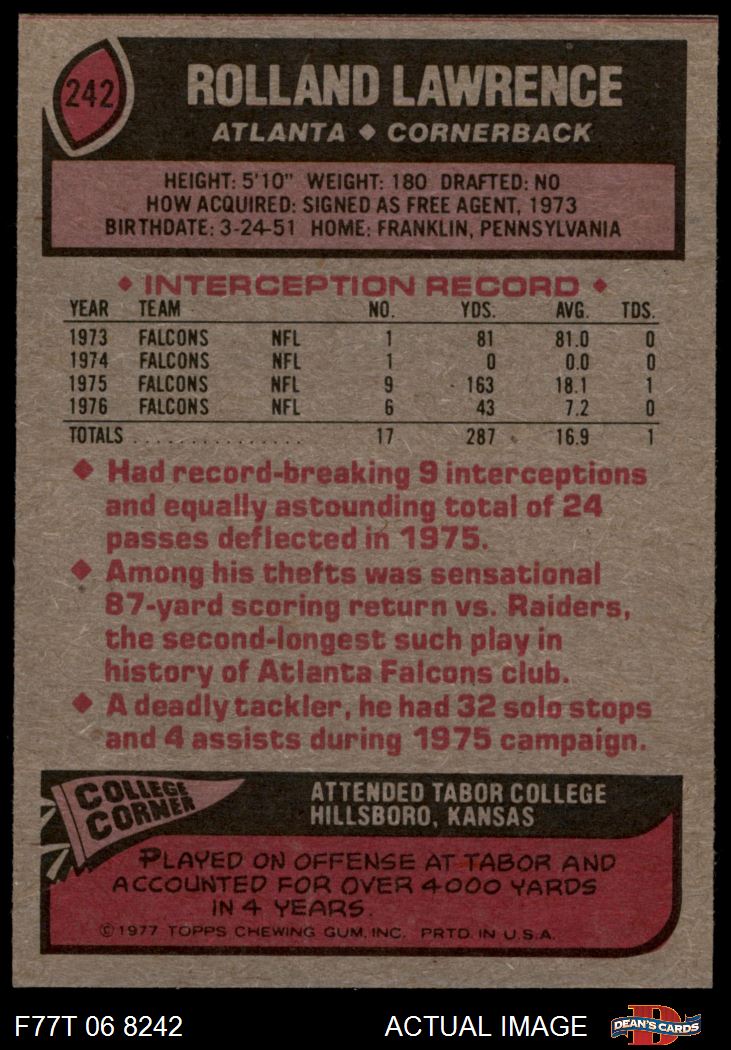 242
ROLLAND LAWRENCE
ATLANTA ◆ CORNERBACK
HEIGHT: 5'10" WEIGHT: 180 DRAFTED: NO
HOW ACQUIRED: SIGNED AS FREE AGENT, 1973
BIRTHDATE: 3-24-51 HOME: FRANKLIN, PENNSYLVANIA
◆ INTERCEPTION RECORD ◆
YEAR TEAM NO. YDS. AVG. TDS.
1973 FALCONS NFL 1 81 81.0 0
1974 FALCONS NFL 1 0 0.0 0
1975 FALCONS NFL 9 163 18.1 1
1976 FALCONS NFL 6 43 7.2 0
TOTALS ................ 17 287 16.9 1
◆ Had record-breaking 9 interceptions
and equally astounding total of 24
passes deflected in 1975.
◆ Among his thefts was sensational
87-yard scoring return vs. Raiders,
the second-longest such play in
history of Atlanta Falcons club.
◆ A deadly tackler, he had 32 solo stops
and 4 assists during 1975 campaign.
COLLEGE
CORNER
ATTENDED TABOR COLLEGE
HILLSBORO, KANSAS
PLAYED ON OFFENSE AT TABOR AND
ACCOUNTED FOR OVER 4000 YARDS
IN 4 YEARS.
©1977 TOPPS CHEWING GUM, INC. PRTD. IN U.S.A.
F77T 06 8242
ACTUAL IMAGE
D
DEAN'S CARDS